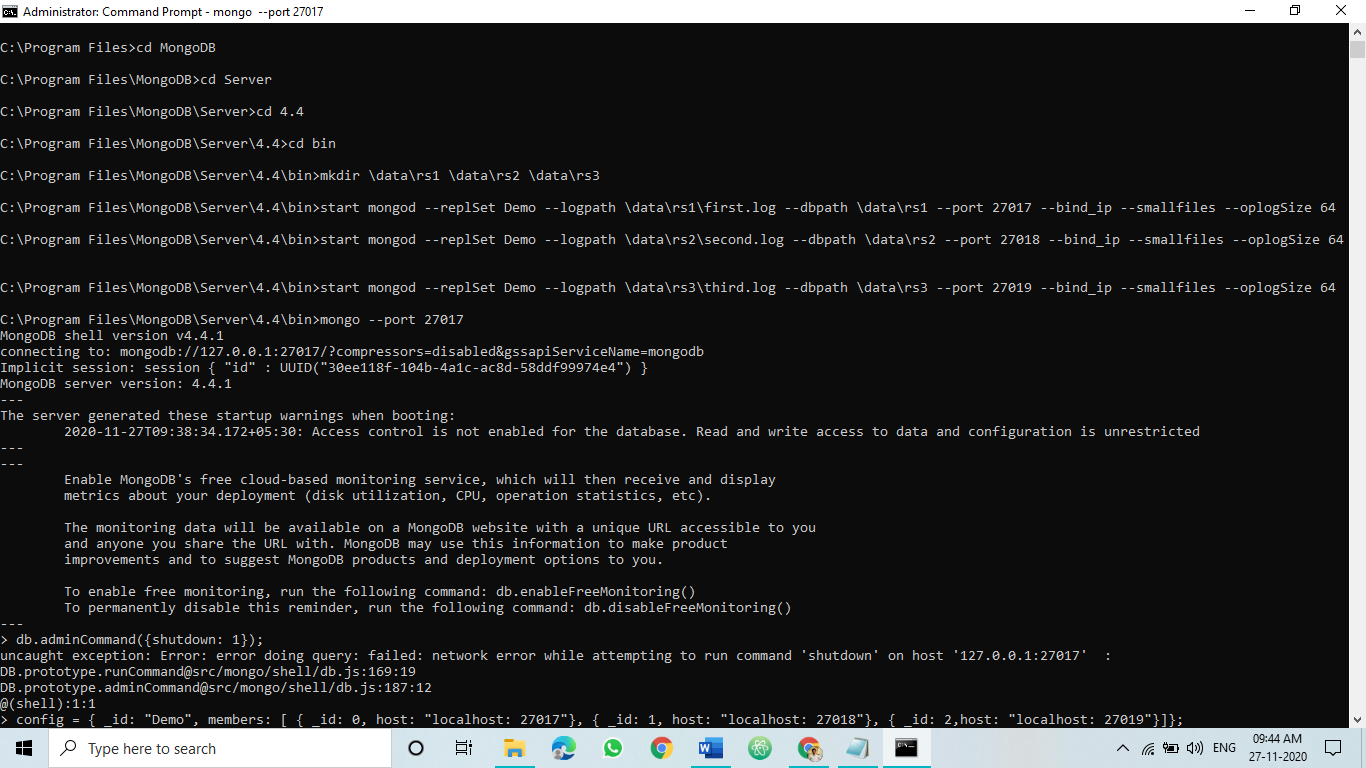 Administrator: Command Prompt - mongo --port 27017
C:\Program Files>cd MongoDB
C:\Program Files\MongoDB>cd Server
C:\Program Files\MongoDB\Server>cd 4.4
C:\Program Files\MongoDB\Server\4.4>cd bin
C:\Program Files\MongoDB\Server\4.4\bin>mkdir \data\rs1 \data\rs2 \data\rs3
C:\Program Files\MongoDB\Server\4.4\bin>start mongod --replSet Demo --logpath \data\rs1\first.log --dbpath \data\rs1 --port 27017 --bind_ip --smallfiles --oplogSize 64
C:\Program Files\MongoDB\Server\4.4\bin>start mongod --replSet Demo --logpath \data\rs2\second.log --dbpath \data\rs2 --port 27018 --bind_ip --smallfiles --oplogSize 64
C:\Program Files\MongoDB\Server\4.4\bin>start mongod --replSet Demo --logpath \data\rs3\third.log --dbpath \data\rs3 --port 27019 --bind_ip --smallfiles --oplogSize 64
C:\Program Files\MongoDB\Server\4.4\bin>mongo --port 27017
MongoDB shell version v4.4.1
connecting to: mongodb://127.0.0.1:27017/?compressors=disabled&gssapiServiceName=mongodb
Implicit session: session { "id" : UUID("30ee118f-104b-4a1c-ac8d-58ddf99974e4") }
MongoDB server version: 4.4.1
---
The server generated these startup warnings when booting:
2020-11-27T09:38:34.172+05:30: Access control is not enabled for the database. Read and write access to data and configuration is unrestricted
---
---
Enable MongoDB's free cloud-based monitoring service, which will then receive and display
metrics about your deployment (disk utilization, CPU, operation statistics, etc).
The monitoring data will be available on a MongoDB website with a unique URL accessible to you
and anyone you share the URL with. MongoDB may use this information to make product
improvements and to suggest MongoDB products and deployment options to you.
To enable free monitoring, run the following command: db.enableFreeMonitoring()
To permanently disable this reminder, run the following command: db.disableFreeMonitoring()
---
> db.adminCommand({shutdown: 1});
uncaught exception: Error: error doing query: failed: network error while attempting to run command 'shutdown' on host '127.0.0.1:27017'  :
DB.prototype.runCommand@src/mongo/shell/db.js:169:19
DB.prototype.adminCommand@src/mongo/shell/db.js:187:12
@(shell):1:1
> config = { _id: "Demo", members: [ { _id: 0, host: "localhost: 27017"}, { _id: 1, host: "localhost: 27018"}, { _id: 2,host: "localhost: 27019"}]};
Type here to search
ENG
09:44 AM
27-11-2020